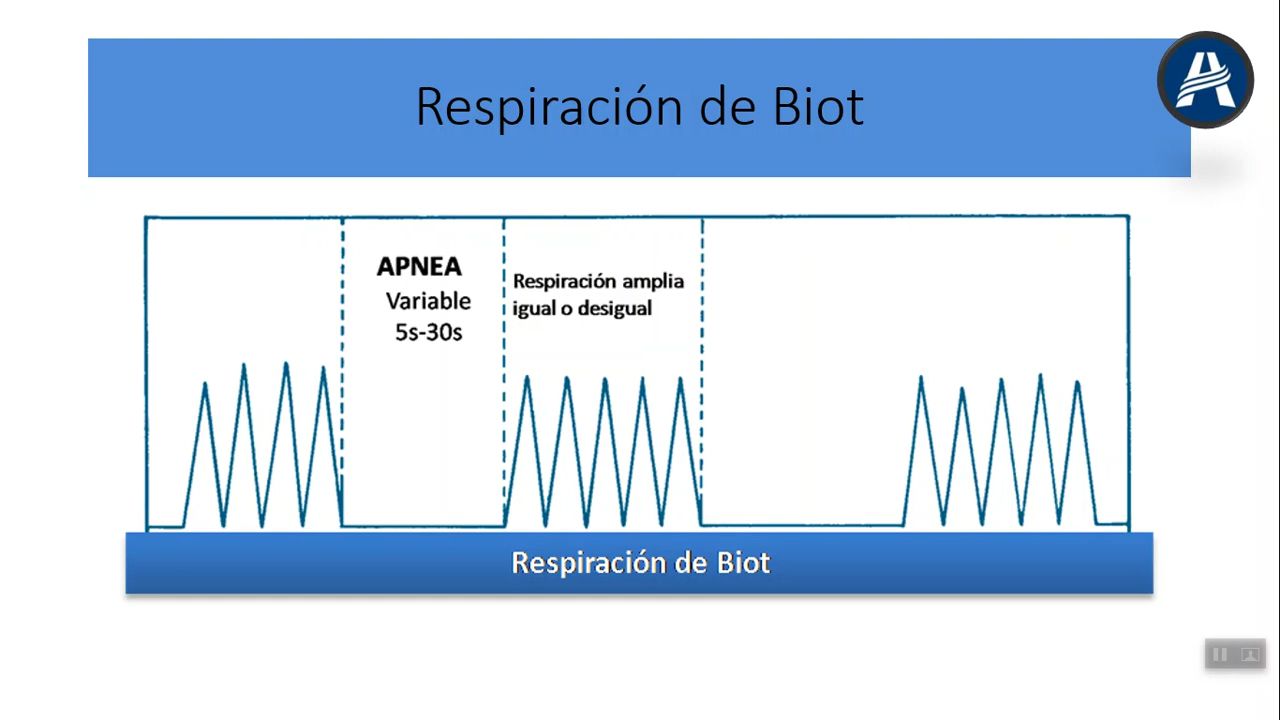 Respiración de Biot
APNEA
Variable
5s-30s
Respiración amplia
igual o desigual
Respiración de Biot